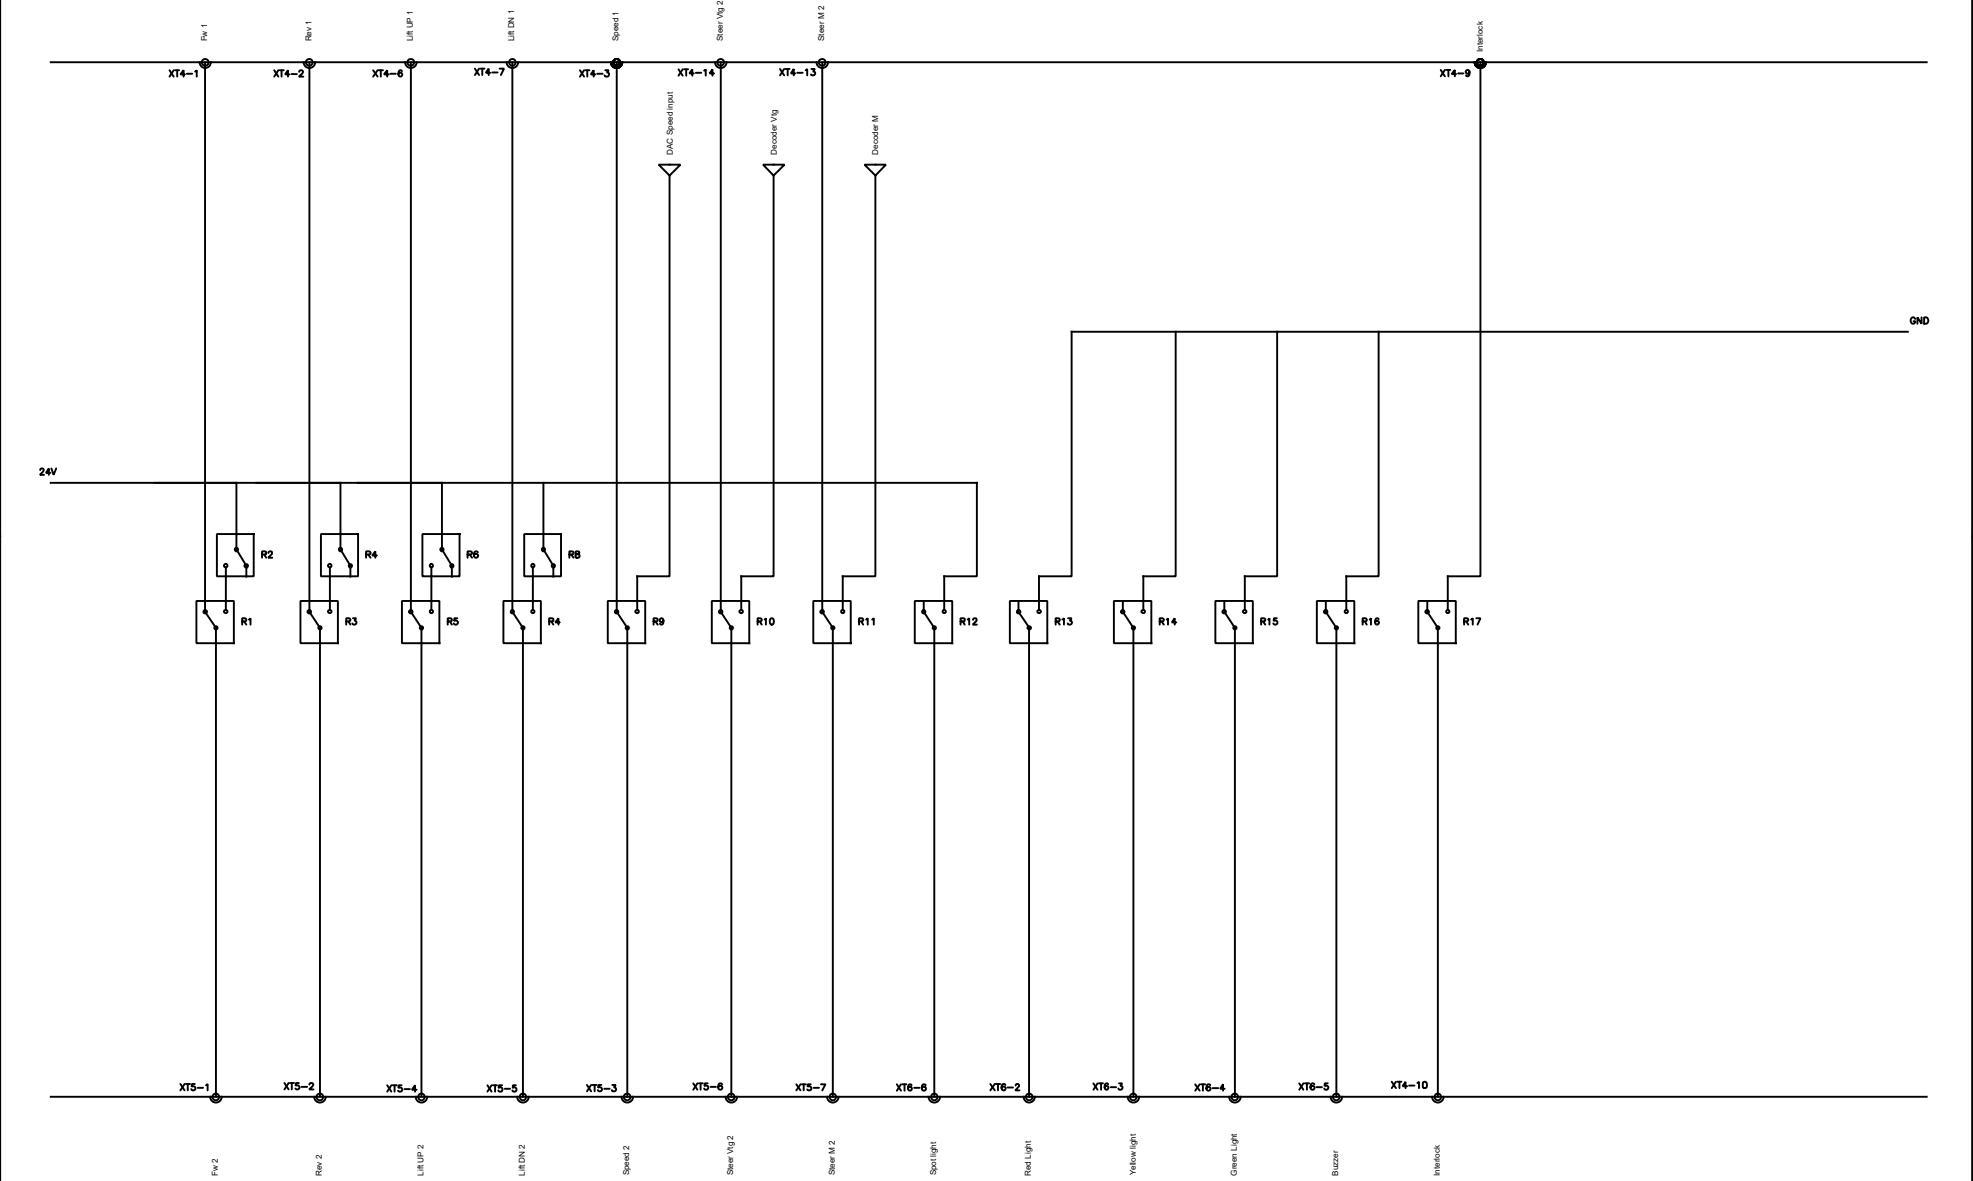 Fw 1
Rev 1
Lift UP 1
Lift DN 1
Speed 1
Steer Vtg 2
Steer M 2
Interlock
XT4-1
XT4-2
XT4-6
XT4-7
XT4-3
XT4-14
XT4-13
XT4-9
DAC Speed input
Decoder Vtg
Decoder M
GND
24V
R2
R4
R6
R8
R1
R3
R5
R4
R9
R10
R11
R12
R13
R14
R15
R16
R17
XT5-1
XT5-2
XT5-4
XT5-5
XT5-3
XT5-6
XT5-7
XT6-6
XT6-2
XT6-3
XT6-4
XT6-5
XT4-10
Fw 2
Rev 2
Lift UP 2
Lift DN 2
Speed 2
Steer Vtg 2
Steer M 2
Spot light
Red Light
Yellow light
Green Light
Buzzer
Interlock